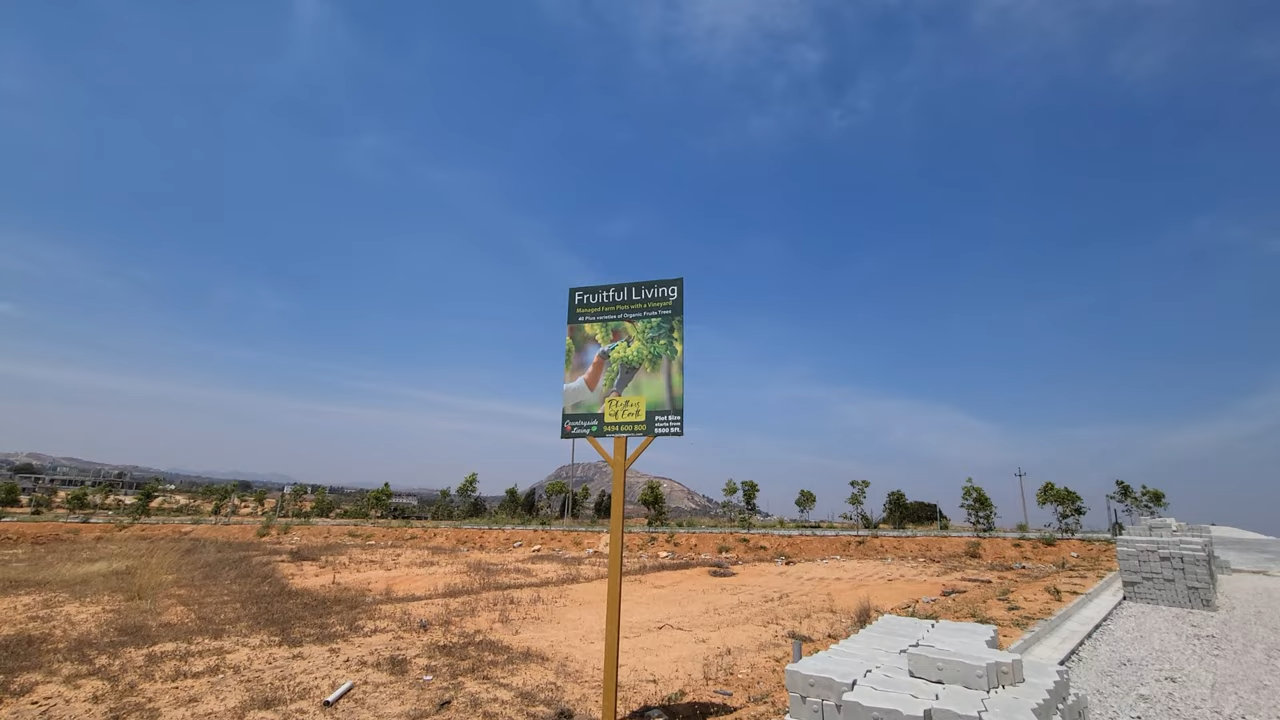 Fruitful Living
Managed Farm Plots with a Vineyard
40 Plus varieties of Organic Fruits Trees
Rhythms
of Earth
Countryside
Living
9494 600 800
Plot Size
starts from
5500 Sft.